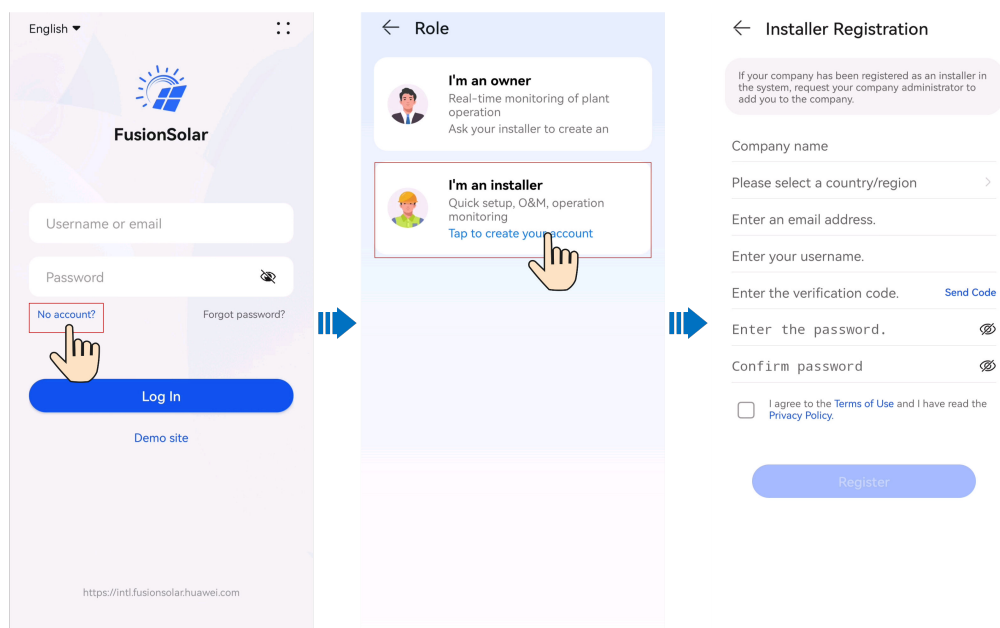 English
FusionSolar
Username or email
Password
No account?
Forgot password?
Log In
Demo site
https://intl.fusionsolar.huawei.com
Role
I'm an owner
Real-time monitoring of plant
operation
Ask your installer to create an
I'm an installer
Quick setup, O&M, operation
monitoring
Tap to create your account
Installer Registration
If your company has been registered as an installer in
the system, request your company administrator to
add you to the company.
Company name
Please select a country/region
Enter an email address.
Enter your username.
Enter the verification code. Send Code
Enter the password.
Confirm password
I agree to the Terms of Use and I have read the
Privacy Policy.
Register